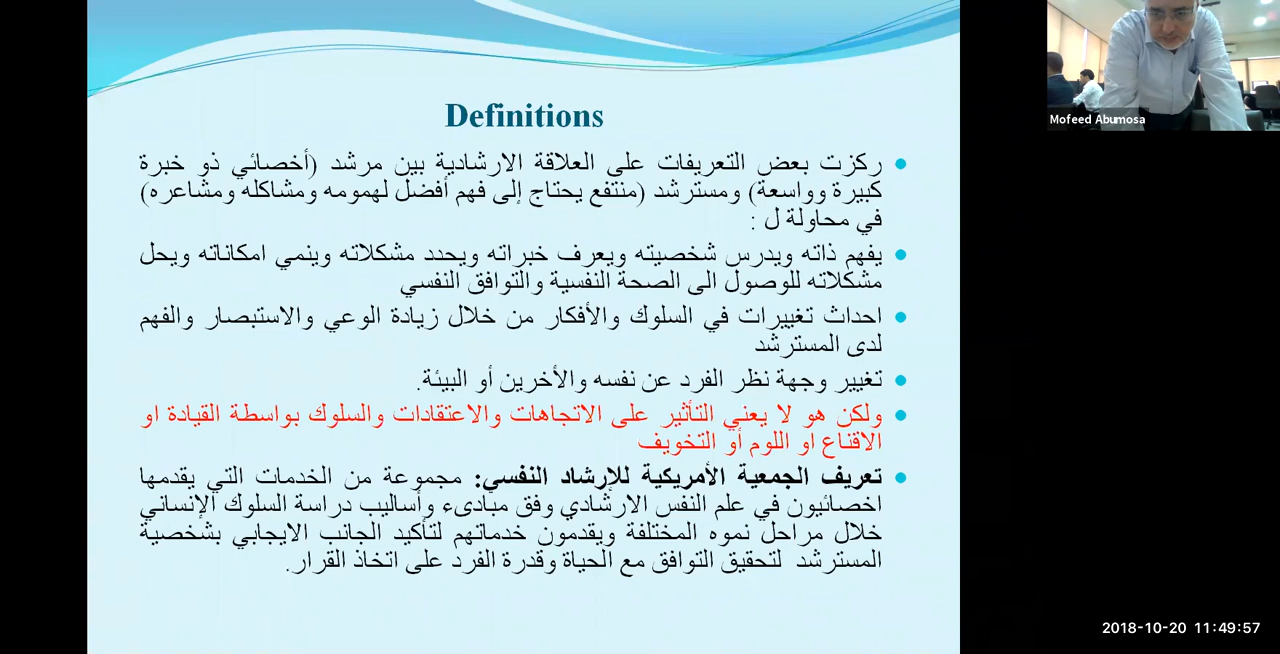 Definitions
ركزت بعض التعريفات على العلاقة الارشادية بين مرشد (أخصائي ذو خبرة
كبيرة وواسعة) ومسترشد (منتفع يحتاج إلى فهم أفضل لهمومه ومشاكله ومشاعره)
في محاولة ل :
يفهم ذاته ويدرس شخصيته ويعرف خبراته ويحدد مشكلاته وينمي امكاناته ويحل
مشكلاته للوصول الى الصحة النفسية والتوافق النفسي
احداث تغييرات في السلوك والأفكار من خلال زيادة الوعي والاستبصار والفهم
لدى المسترشد
تغيير وجهة نظر الفرد عن نفسه والأخرين أو البيئة.
ولكن هو لا يعني التأثير على الاتجاهات والاعتقادات والسلوك بواسطة القيادة او
الاقناع او اللوم أو التخويف
تعريف الجمعية الأمريكية للإرشاد النفسي: مجموعة من الخدمات التي يقدمها
اخصائيون في علم النفس الارشادي وفق مبادىء وأساليب دراسة السلوك الإنساني
خلال مراحل نموه المختلفة ويقدمون خدماتهم لتأكيد الجانب الايجابي بشخصية
المسترشد لتحقيق التوافق مع الحياة وقدرة الفرد على اتخاذ القرار.
Mofeed Abumosa
2018-10-20 11:49:57